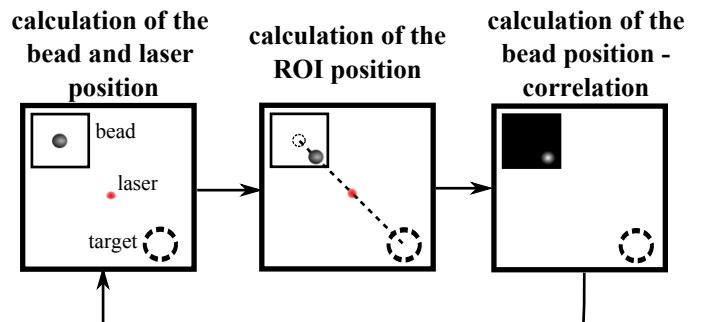 calculation of the
bead and laser
position
calculation of the
ROI position
calculation of the
bead position -
correlation
bead
laser
target